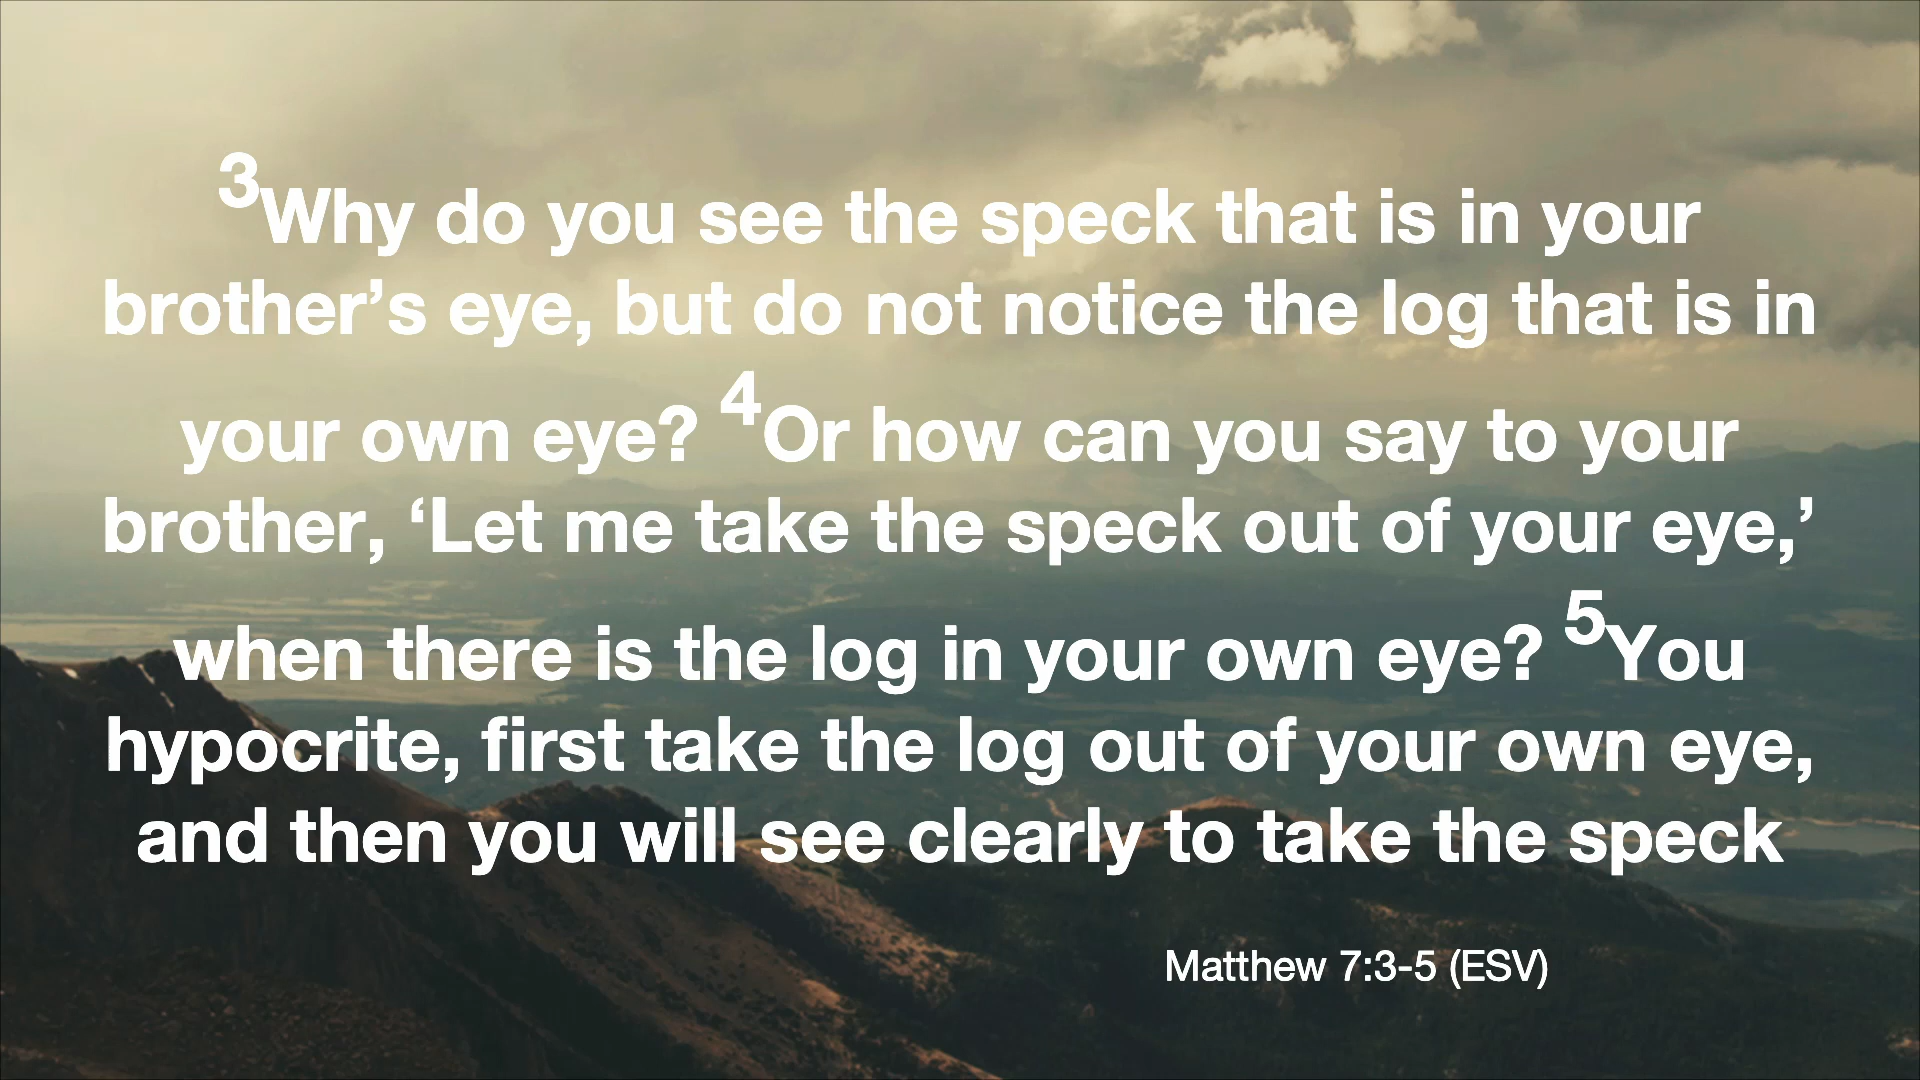 3Why do you see the speck that is in your
brother’s eye, but do not notice the log that is in
your own eye? 4Or how can you say to your
brother, ‘Let me take the speck out of your eye,’
when there is the log in your own eye? 5You
hypocrite, first take the log out of your own eye,
and then you will see clearly to take the speck
Matthew 7:3-5 (ESV)